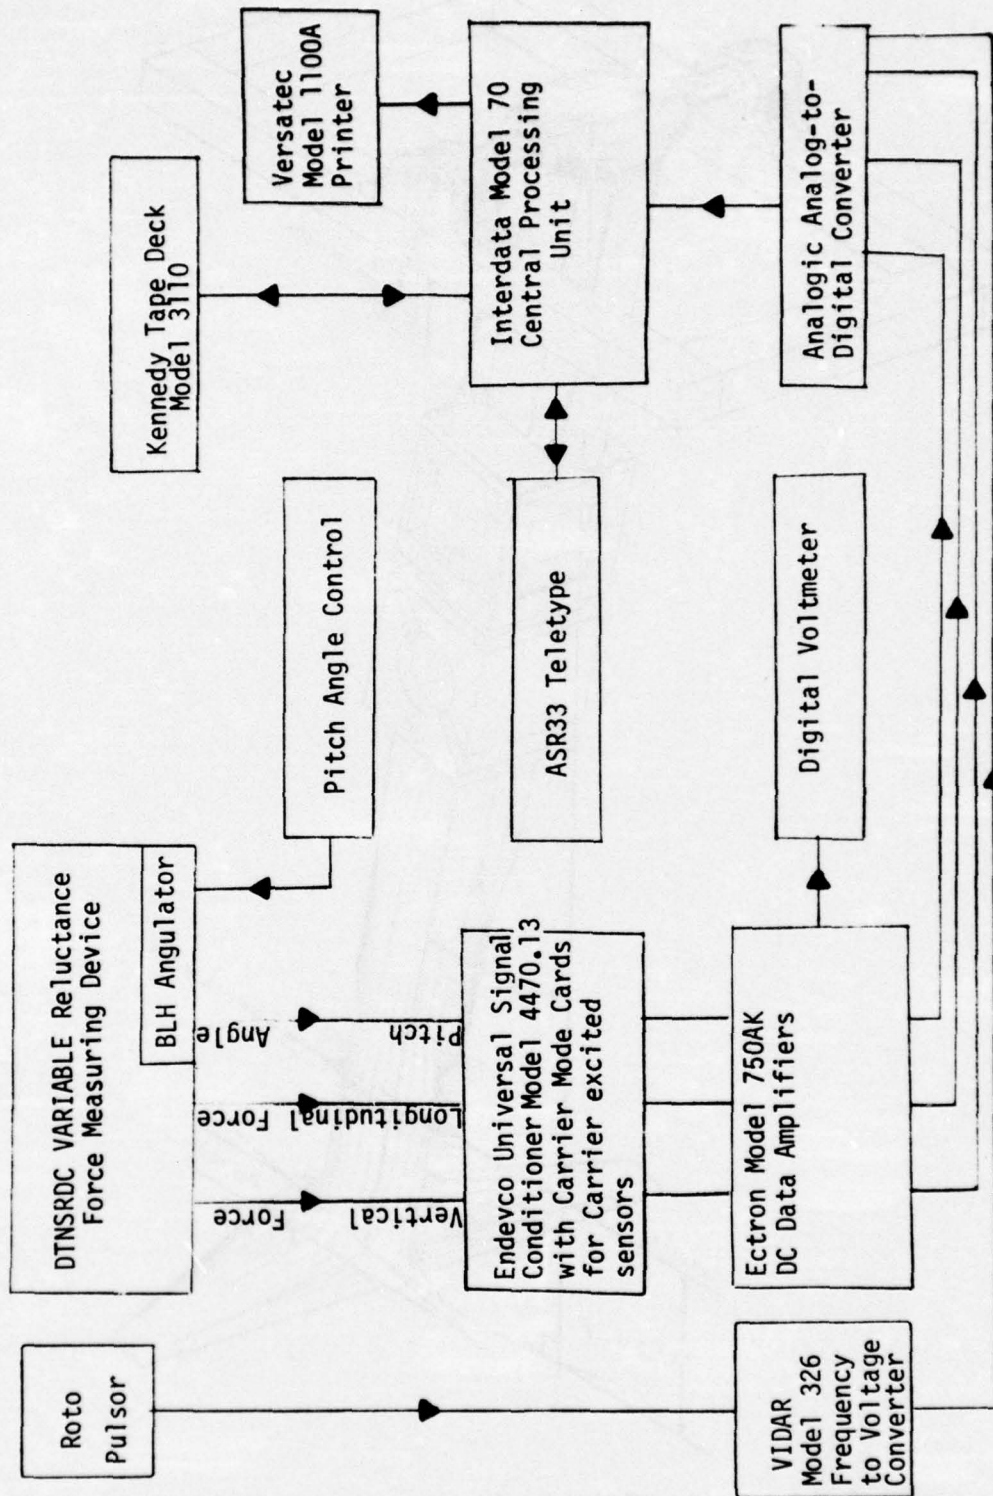 Roto
Pulsor
DTNSRDC VARIABLE Reluctance
Force Measuring Device
BLH Angulator
Kennedy Tape Deck
Model 3110
Versatec
Model 1100A
Printer
Pitch Angle Control
Vertical
Force
Longitudinal Force
Pitch
Angle
Endevco Universal Signal
Conditioner Model 4470.13
with Carrier Mode Cards
for Carrier excited
sensors
ASR33 Teletype
Interdata Model 70
Central Processing
Unit
VIDAR
Model 326
Frequency
to Voltage
Converter
Ectron Model 750AK
DC Data Amplifiers
Digital Voltmeter
Analogic Analog-to-
Digital Converter